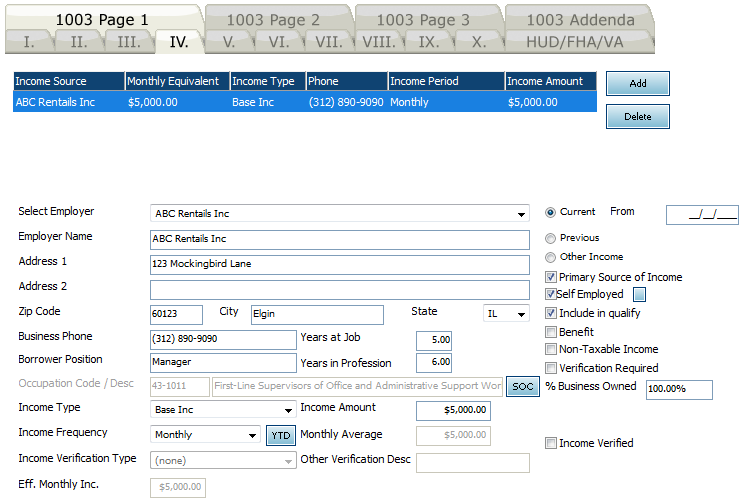 1003 Page 1 1003 Page 2 1003 Page 3 1003 Addenda
I. II. III. IV. V. VI. VII. VIII. IX. X. HUD/FHA/VA
Income Source Monthly Equivalent Income Type Phone Income Period Income Amount Add
ABC Rentails Inc $5,000.00 Base Inc (312) 890-9090 Monthly $5,000.00
Delete
Select Employer ABC Rentails Inc Current From __/__/____
Employer Name ABC Rentails Inc Previous
Address 1 123 Mockingbird Lane Other Income
Address 2 Primary Source of Income
Self Employed
Zip Code 60123 City Elgin State IL Include in qualify
Business Phone (312) 890-9090 Years at Job 5.00 Benefit
Borrower Position Manager Years in Profession 6.00 Non-Taxable Income
Verification Required
Occupation Code / Desc 43-1011 First-Line Supervisors of Office and Administrative Support Wor SOC % Business Owned 100.00%
Income Type Base Inc Income Amount $5,000.00
Income Frequency Monthly YTD Monthly Average $5,000.00 Income Verified
Income Verification Type (none) Other Verification Desc
Eff. Monthly Inc. $5,000.00